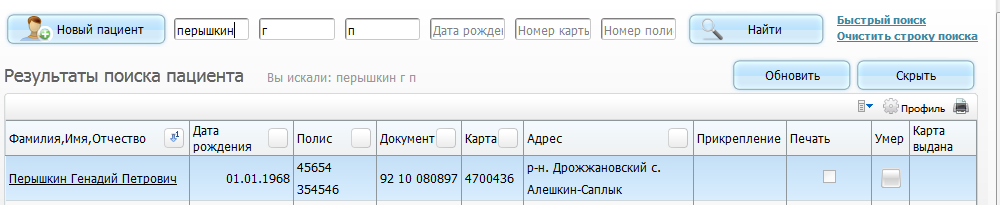 Новый пациент перышкин г п Дата рожден Номер карты Номер поли Найти Быстрый поиск
Очистить строку поиска
Результаты поиска пациента Вы искали: перышкин г п Обновить Скрыть
Профиль
Фамилия,Имя,Отчество Дата рождения Полис Документ Карта Адрес Прикрепление Печать Умер Карта выдана
Перышкин Генадий Петрович 01.01.1968 45654 354546 92 10 080897 4700436 р-н. Дрожжановский с. Алешкин-Саплык